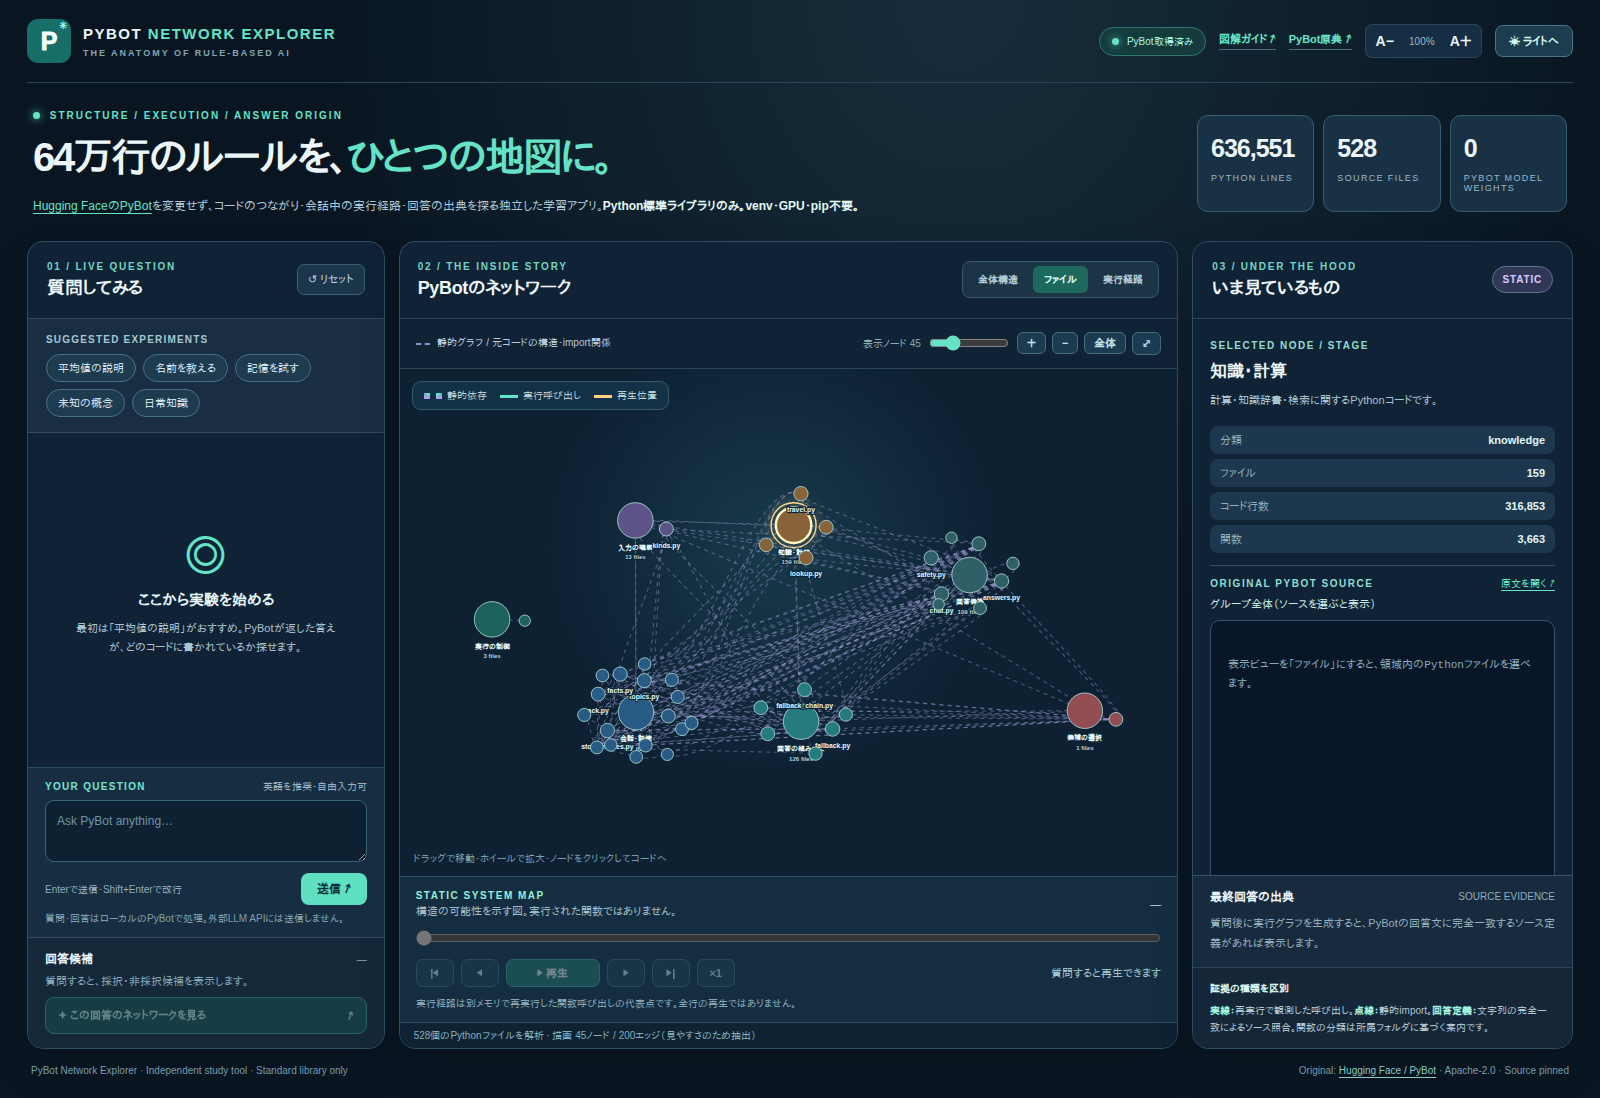 P
PYBOT NETWORK EXPLORER
THE ANATOMY OF RULE-BASED AI
PyBot取得済み
図解ガイド↗
PyBot原典↗
A−
100%
A+
☀ ライトへ
STRUCTURE / EXECUTION / ANSWER ORIGIN
64万行のルールを、ひとつの地図に。
Hugging FaceのPyBotを変更せず、コードのつながり・会話中の実行経路・回答の出典を探る独立した学習アプリ。Python標準ライブラリのみ。venv・GPU・pip不要。
636,551
PYTHON LINES
528
SOURCE FILES
0
PYBOT MODEL
WEIGHTS
01 / LIVE QUESTION
質問してみる
↺ リセット
SUGGESTED EXPERIMENTS
平均値の説明
名前を教える
記憶を試す
未知の概念
日常知識
ここから実験を始める
最初は「平均値の説明」がおすすめ。PyBotが返した答え
が、どのコードに書かれているか探せます。
YOUR QUESTION
英語を推奨・自由入力可
Ask PyBot anything…
Enterで送信・Shift+Enterで改行
送信 ↗
質問・回答はローカルのPyBotで処理。外部LLM APIには送信しません。
回答候補
—
質問すると、採択・非採択候補を表示します。
✦ この回答のネットワークを見る ↗
02 / THE INSIDE STORY
PyBotのネットワーク
全体構造
ファイル
実行経路
静的グラフ / 元コードの構造・import関係
表示ノード 45
+
−
全体
⤢
静的依存
実行呼び出し
再生位置
travel.py
kinds.py
13 files
lookup.py
safety.py
answers.py
chat.py
実行の制御
3 files
facts.py
topics.py
fallback_chain.py
fallback.py
126 files
候補の選択
1 files
ドラッグで移動・ホイールで拡大・ノードをクリックしてコードへ
STATIC SYSTEM MAP
構造の可能性を示す図。実行された関数ではありません。
—
▶ 再生
×1
質問すると再生できます
実行経路は別メモリで再実行した関数呼び出しの代表点です。全行の再生ではありません。
528個のPythonファイルを解析 · 描画 45ノード / 200エッジ（見やすさのため抽出）
03 / UNDER THE HOOD
いま見ているもの
STATIC
SELECTED NODE / STAGE
知識・計算
計算・知識辞書・検索に関するPythonコードです。
分類 knowledge
ファイル 159
コード行数 316,853
関数 3,663
ORIGINAL PYBOT SOURCE
原文を開く↗
グループ全体（ソースを選ぶと表示）
表示ビューを「ファイル」にすると、領域内のPythonファイルを選べ
ます。
最終回答の出典
SOURCE EVIDENCE
質問後に実行グラフを生成すると、PyBotの回答文に完全一致するソース定
義があれば表示します。
証拠の種類を区別
実線：再実行で観測した呼び出し。点線：静的import。回答定義：文字列の完全一
致によるソース照合。関数の分類は所属フォルダに基づく案内です。
PyBot Network Explorer · Independent study tool · Standard library only
Original: Hugging Face / PyBot · Apache-2.0 · Source pinned